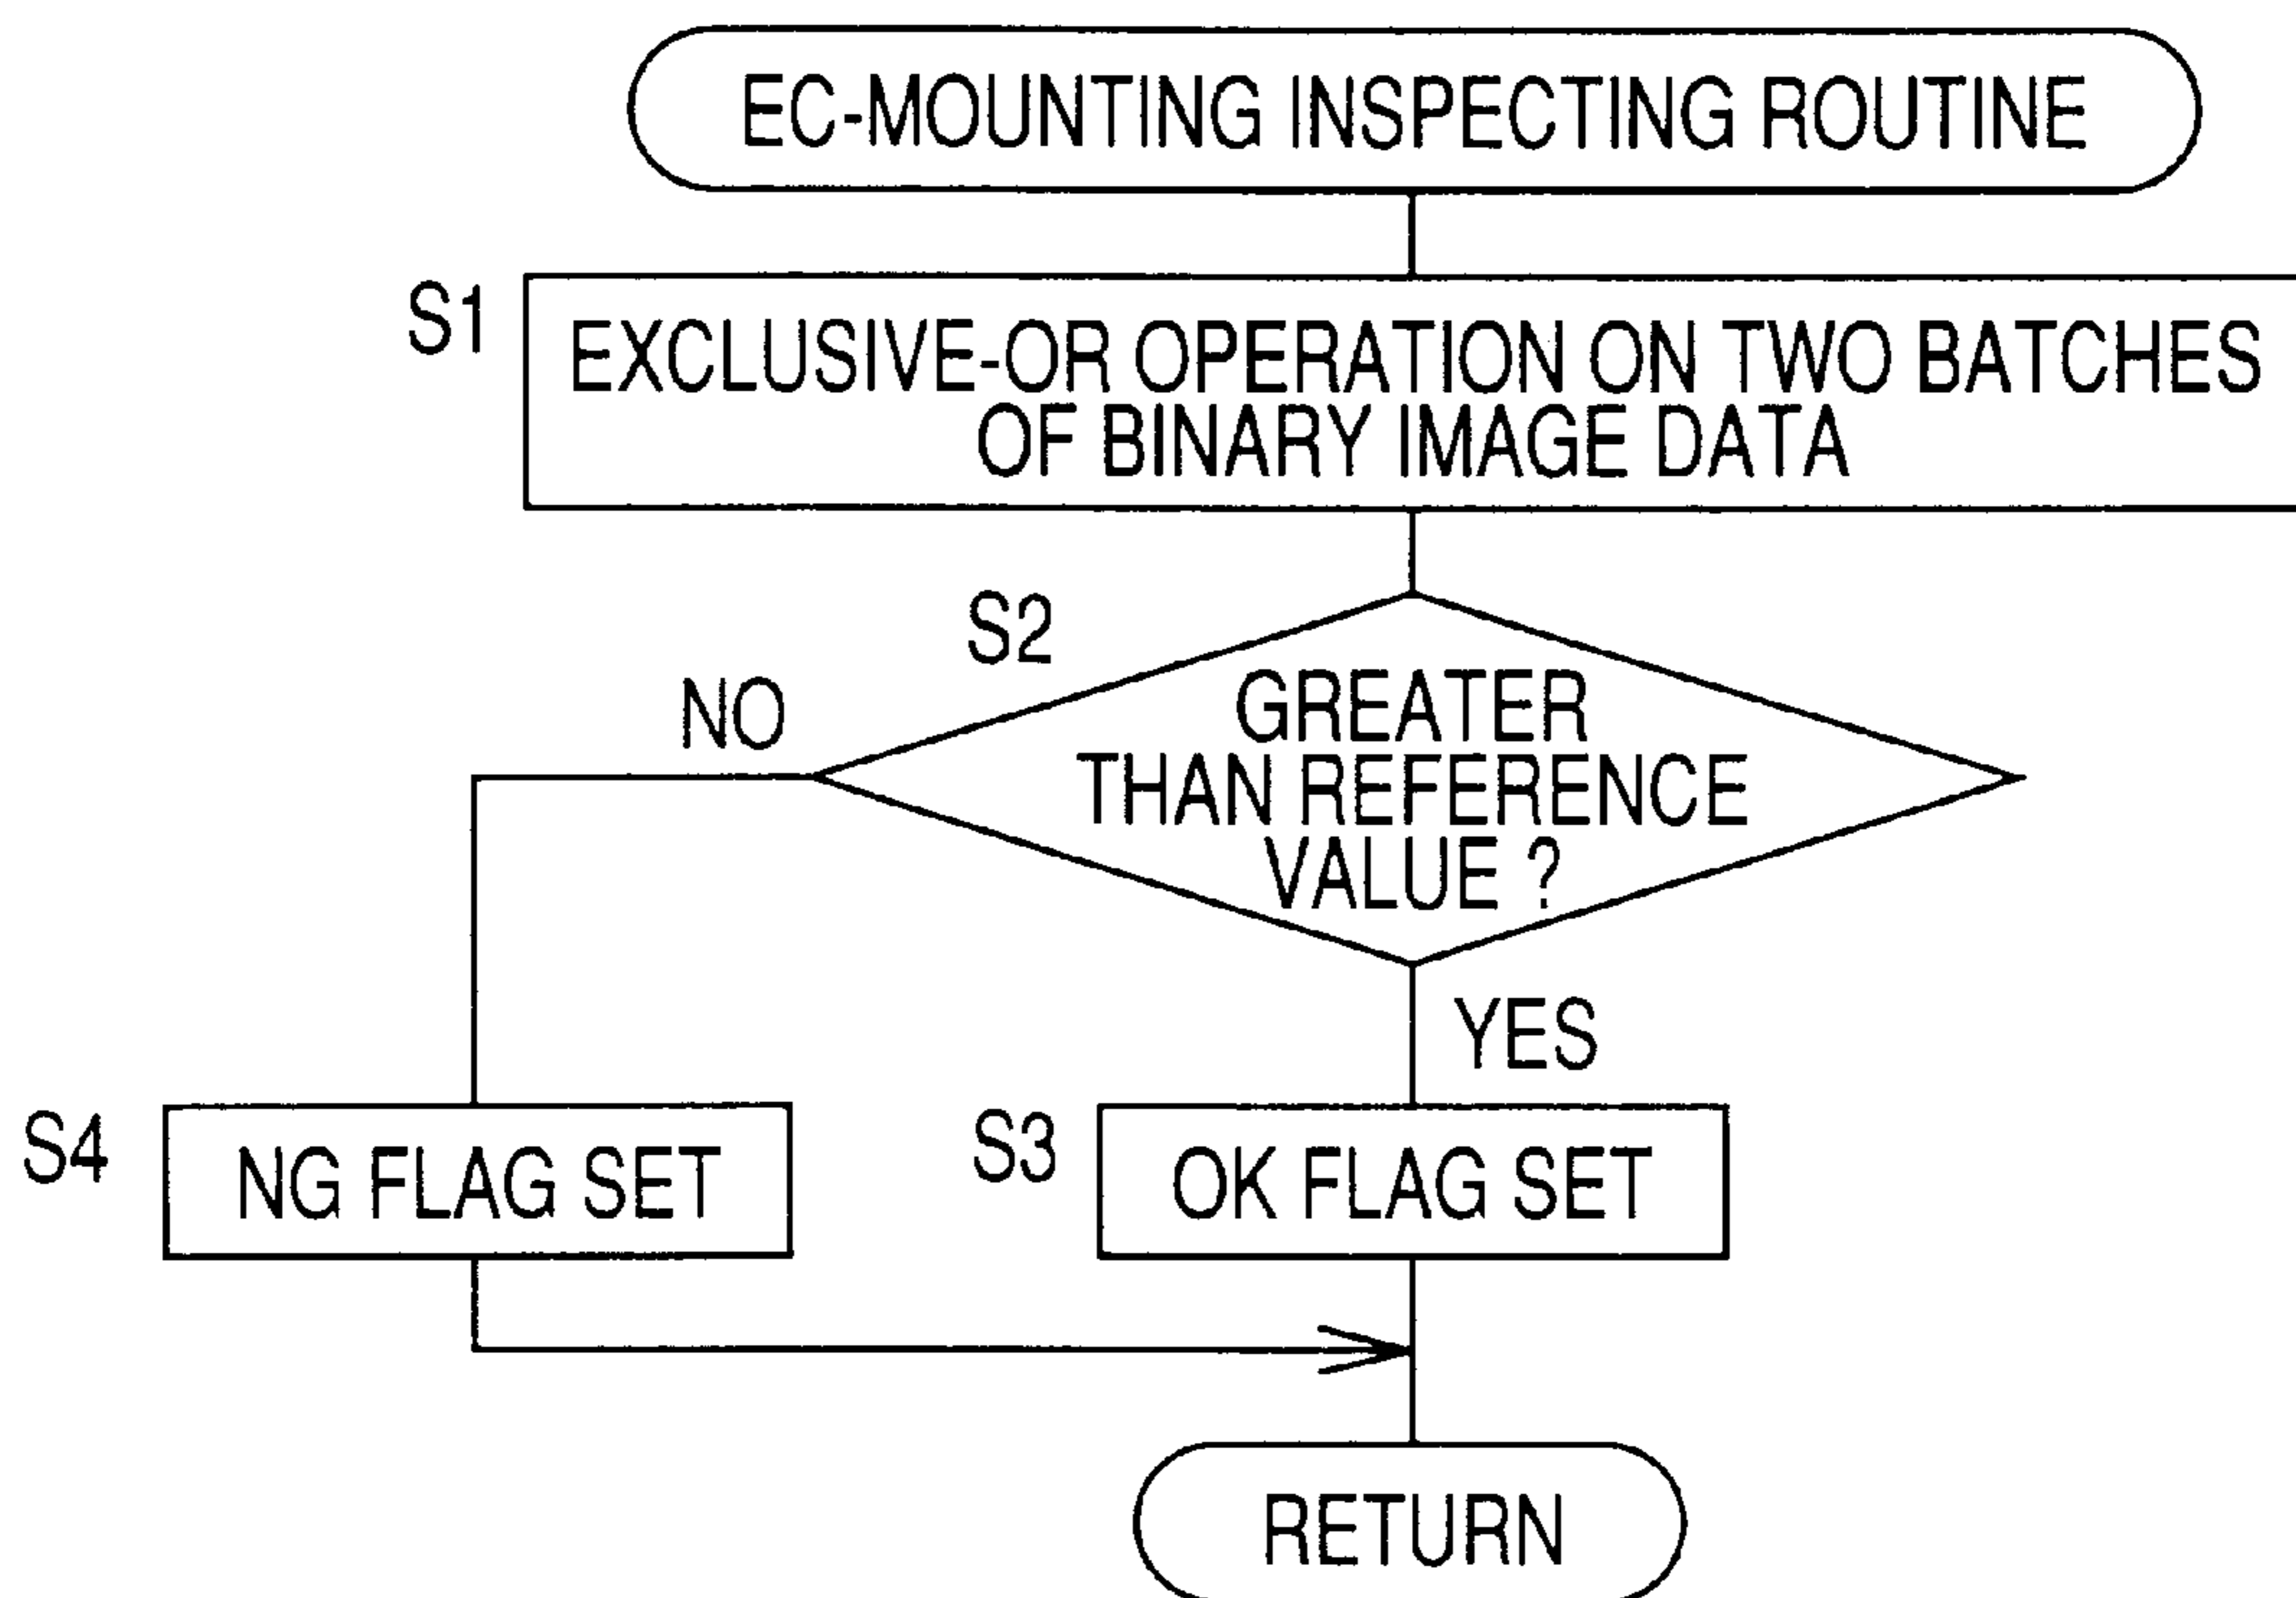 EC-MOUNTING INSPECTING ROUTINE
S1
EXCLUSIVE-OR OPERATION ON TWO BATCHES
OF BINARY IMAGE DATA
S2
GREATER
THAN REFERENCE
VALUE ?
NO
YES
S4
NG FLAG SET
S3
OK FLAG SET
RETURN